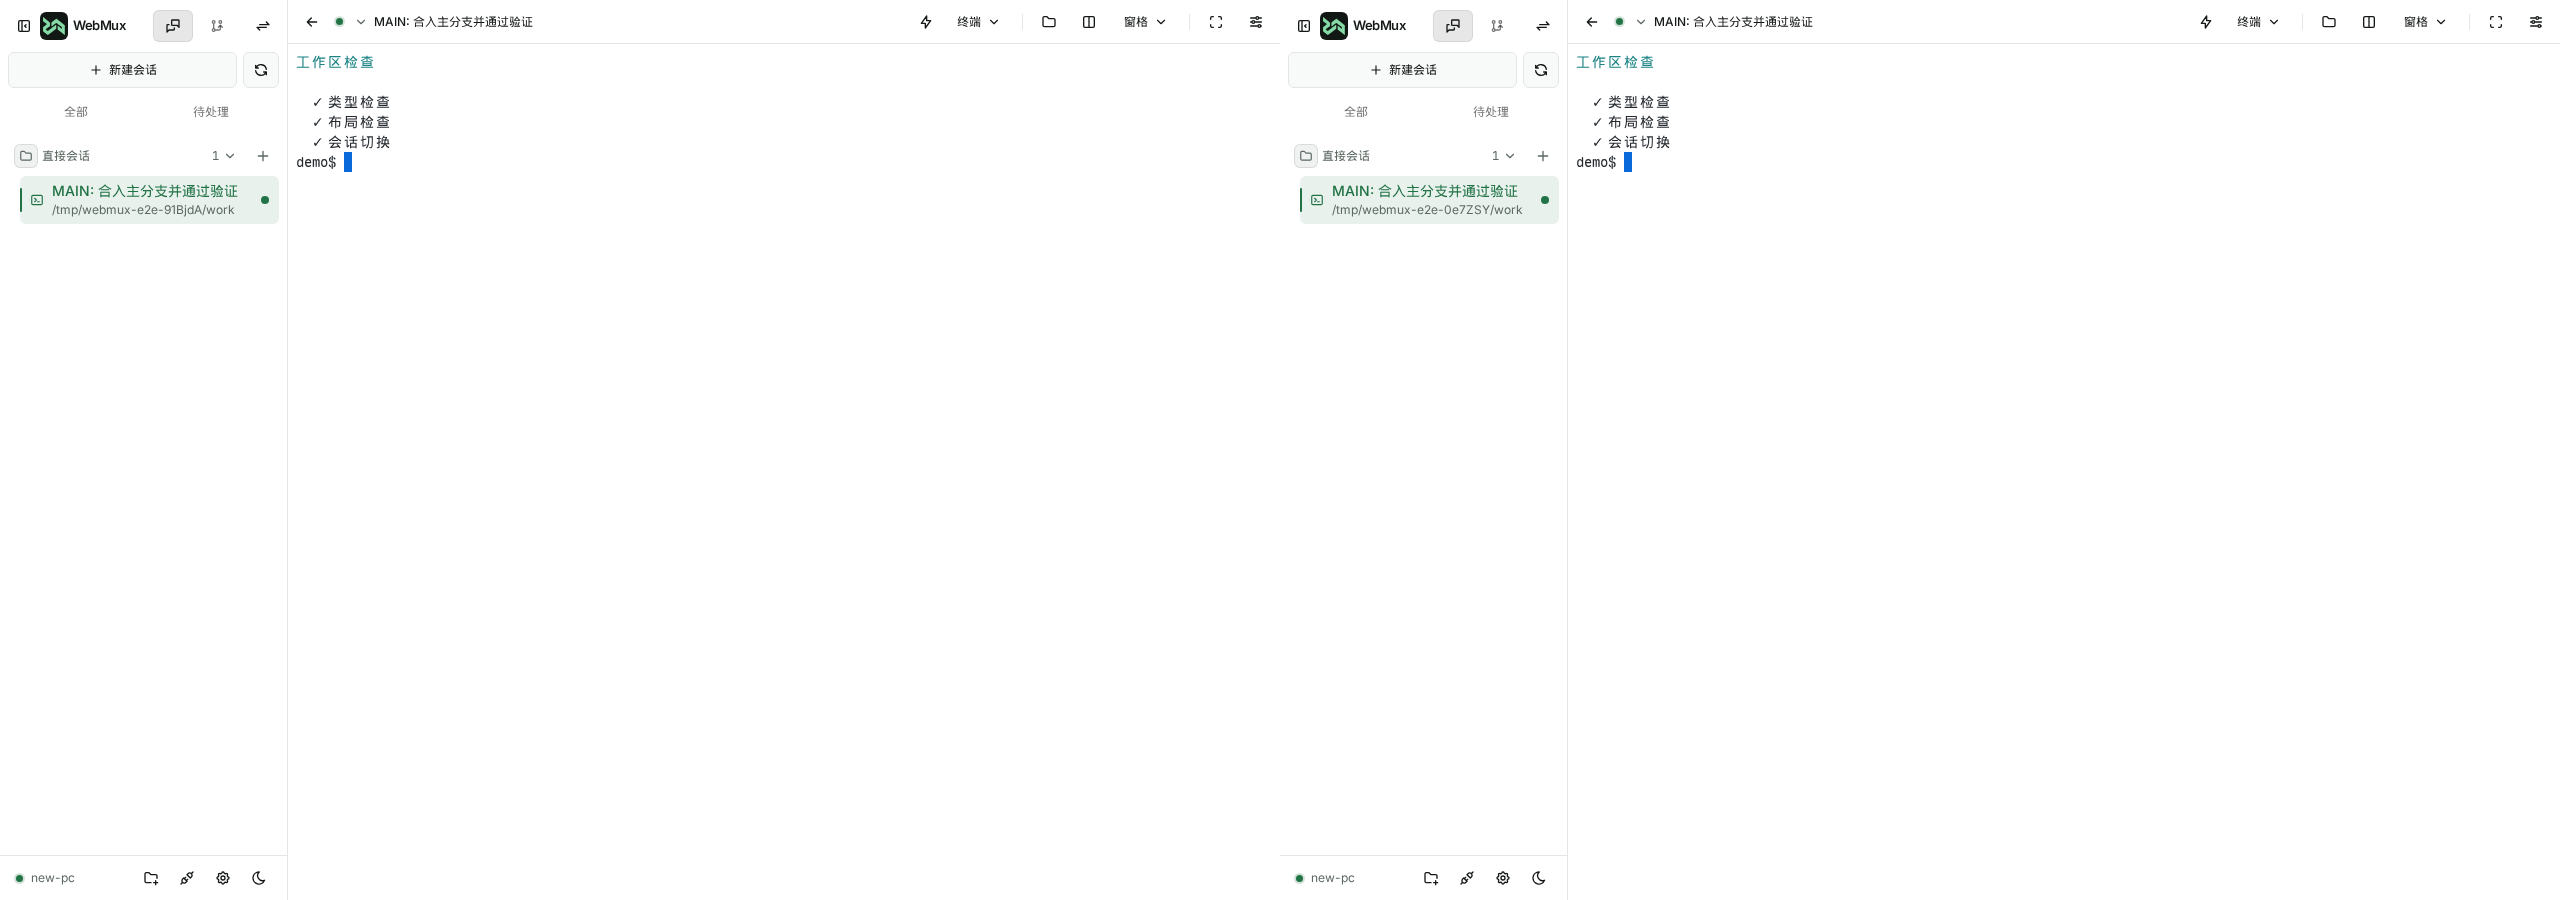 WebMux
新建会话
全部 待处理
直接会话 1
MAIN: 合入主分支并通过验证
/tmp/webmux-e2e-91BjdA/work
new-pc
MAIN: 合入主分支并通过验证 终端 窗格
工作区检查
✓ 类型检查
✓ 布局检查
✓ 会话切换
demo$
WebMux
新建会话
全部 待处理
直接会话 1
MAIN: 合入主分支并通过验证
/tmp/webmux-e2e-0e7ZSY/work
new-pc
MAIN: 合入主分支并通过验证 终端 窗格
工作区检查
✓ 类型检查
✓ 布局检查
✓ 会话切换
demo$